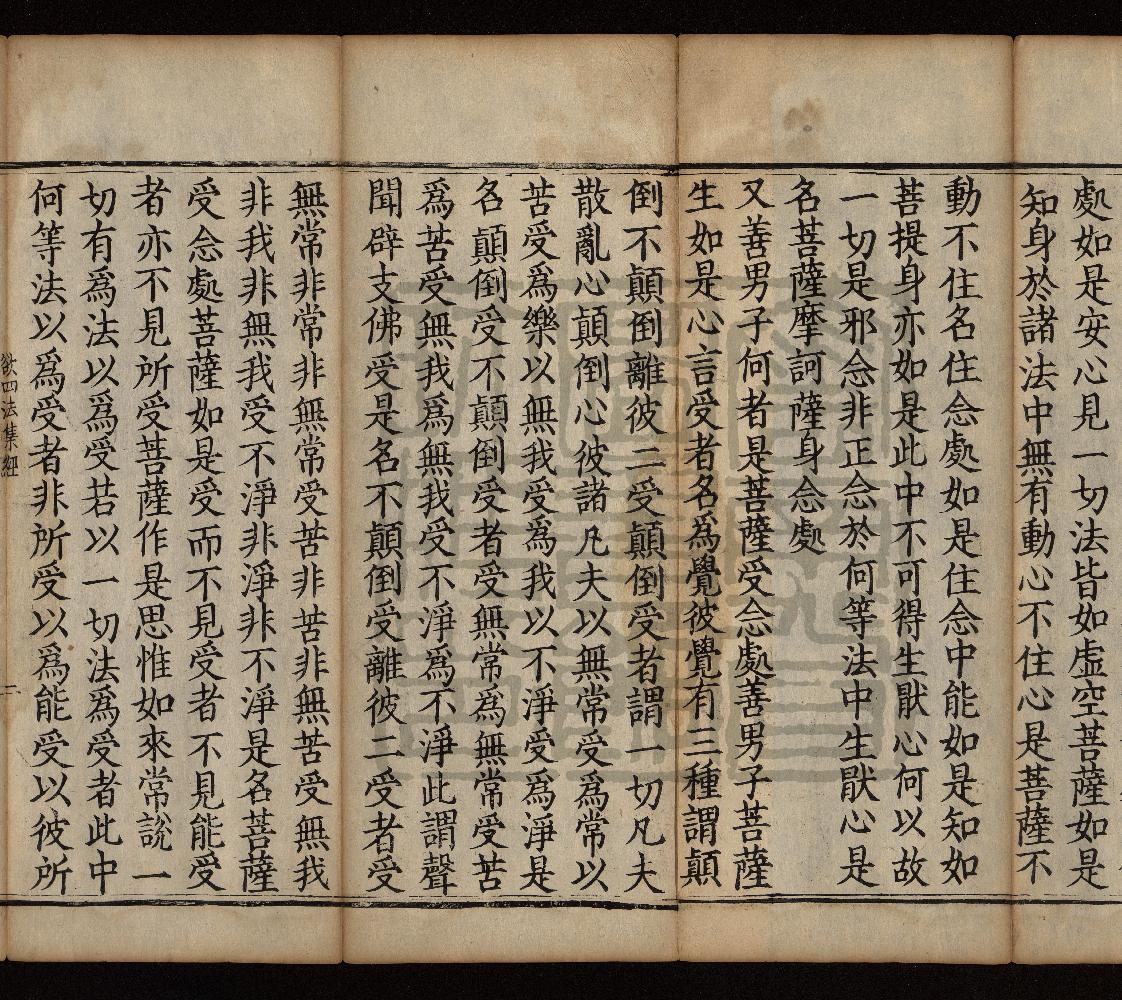 處如是安心見一切法皆如虛空菩薩如是
知身於諸法中無有動心不住心是菩薩不
動不住名住念處如是住念中能如是知如
菩提身亦如是此中不可得生猒心何以故
一切是邪念非正念於何等法中生猒心是
名菩薩摩訶薩身念處
又善男子何者是菩薩受念處善男子菩薩
生如是心言受者名為覺彼覺有三種謂顛
倒不顛倒離彼二受顛倒受者謂一切凡夫
散亂心顛倒心彼諸凡夫以無常受為常以
苦受為樂以無我受為我以不淨受為淨是
名顛倒受不顛倒受者受無常為無常受苦
為苦受無我為無我受不淨為不淨此謂聲
聞辟支佛受是名不顛倒受離彼二受者受
無常非常非無常受苦非苦非無苦受無我
非我非無我受不淨非淨非不淨是名菩薩
受念處菩薩如是受而不見受者不見能受
者亦不見所受菩薩作是思惟如來常說一
切有為法以為受若以一切法為受者此中
何等法以為受者非所受以為能受以彼所
欲四法集經 二